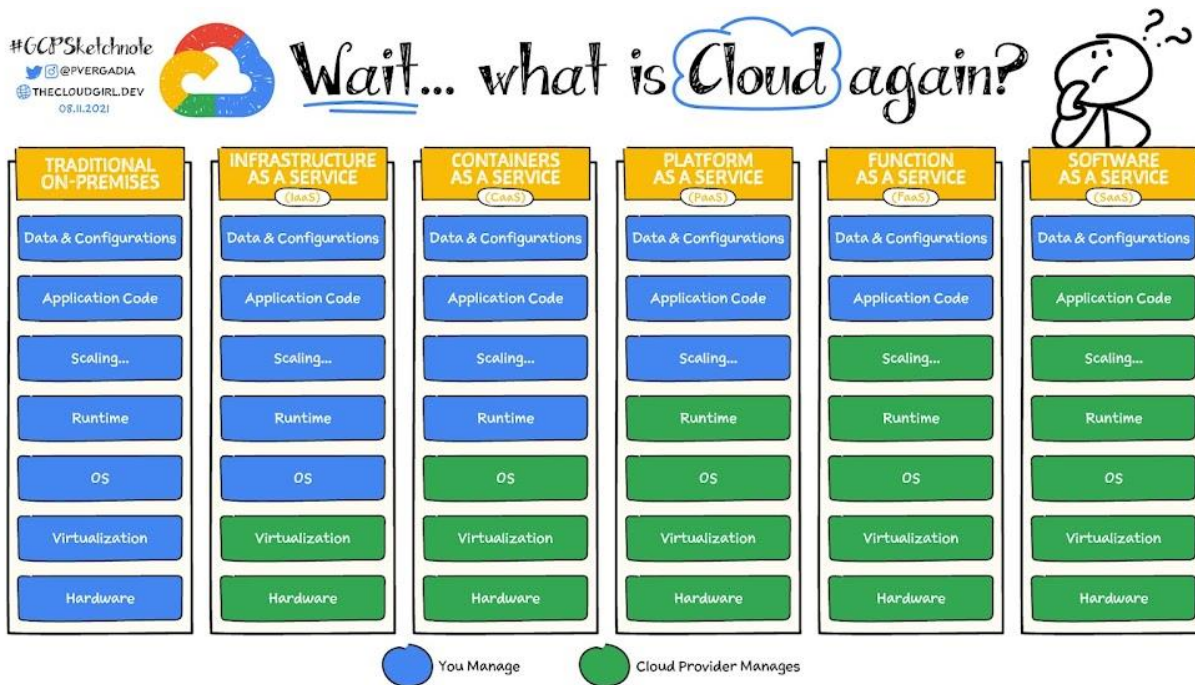 #GCPSketchnote
@PVERGADIA
THECLOUDGIRL.DEV
08.11.2021
Wait... what is Cloud again?
???
TRADITIONAL
ON-PREMISES
Data & Configurations
Application Code
Scaling...
Runtime
OS
Virtualization
Hardware
INFRASTRUCTURE
AS A SERVICE
(IaaS)
Data & Configurations
Application Code
Scaling...
Runtime
OS
Virtualization
Hardware
CONTAINERS
AS A SERVICE
(CaaS)
Data & Configurations
Application Code
Scaling...
Runtime
OS
Virtualization
Hardware
PLATFORM
AS A SERVICE
(PaaS)
Data & Configurations
Application Code
Scaling...
Runtime
OS
Virtualization
Hardware
FUNCTION
AS A SERVICE
(FaaS)
Data & Configurations
Application Code
Scaling...
Runtime
OS
Virtualization
Hardware
SOFTWARE
AS A SERVICE
(SaaS)
Data & Configurations
Application Code
Scaling...
Runtime
OS
Virtualization
Hardware
You Manage
Cloud Provider Manages